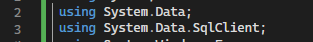 2 using System.Data;
3 using System.Data.SqlClient;